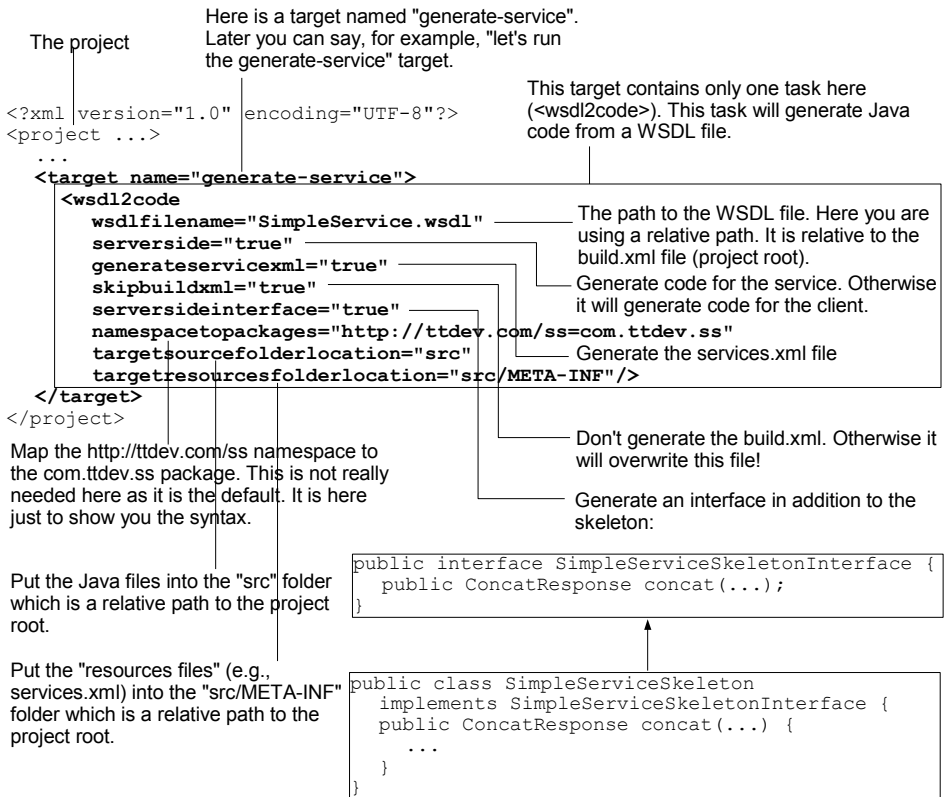 Here is a target named "generate-service".
Later you can say, for example, "let's run
the generate-service" target.
The project
This target contains only one task here
(<wsdl2code>). This task will generate Java
code from a WSDL file.
<?xml version="1.0" encoding="UTF-8"?>
<project ...>
...
<target name="generate-service">
<wsdl2code
wsdlfilename="SimpleService.wsdl"
serverside="true"
generateservicexml="true"
skipbuildxml="true"
serversideinterface="true"
namespacetopackages="http://ttdev.com/ss=com.ttdev.ss"
targetsourcefolderlocation="src"
targetresourcesfolderlocation="src/META-INF"/>
</target>
</project>
The path to the WSDL file. Here you are
using a relative path. It is relative to the
build.xml file (project root).
Generate code for the service. Otherwise
it will generate code for the client.
Generate the services.xml file
Don't generate the build.xml. Otherwise it
will overwrite this file!
Generate an interface in addition to the
skeleton:
Map the http://ttdev.com/ss namespace to
the com.ttdev.ss package. This is not really
needed here as it is the default. It is here
just to show you the syntax.
Put the Java files into the "src" folder
which is a relative path to the project
root.
Put the "resources files" (e.g.,
services.xml) into the "src/META-INF"
folder which is a relative path to the
project root.
public interface SimpleServiceSkeletonInterface {
public ConcatResponse concat(...);
}
public class SimpleServiceSkeleton
implements SimpleServiceSkeletonInterface {
public ConcatResponse concat(...) {
...
}
}